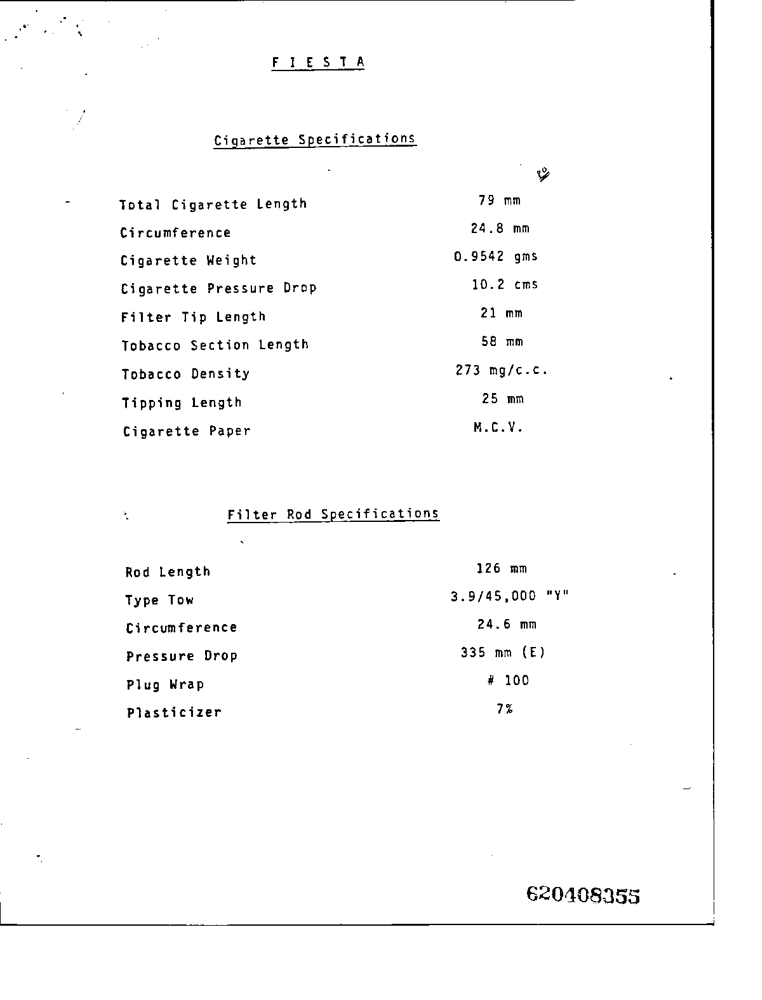 F I E S T A
Cigarette Specifications
Total Cigarette Length 79 mm
Circumference 24.8 mm
Cigarette Weight 0.9542 gms
Cigarette Pressure Drop 10.2 cms
Filter Tip Length 21 mm
Tobacco Section Length 58 mm
Tobacco Density 273 mg/c.c.
Tipping Length 25 mm
Cigarette Paper M.C.V.
Filter Rod Specifications
Rod Length 126 mm
Type Tow 3.9/45,000 "Y"
Circumference 24.6 mm
Pressure Drop 335 mm (E)
Plug Wrap # 100
Plasticizer 7%
620408355